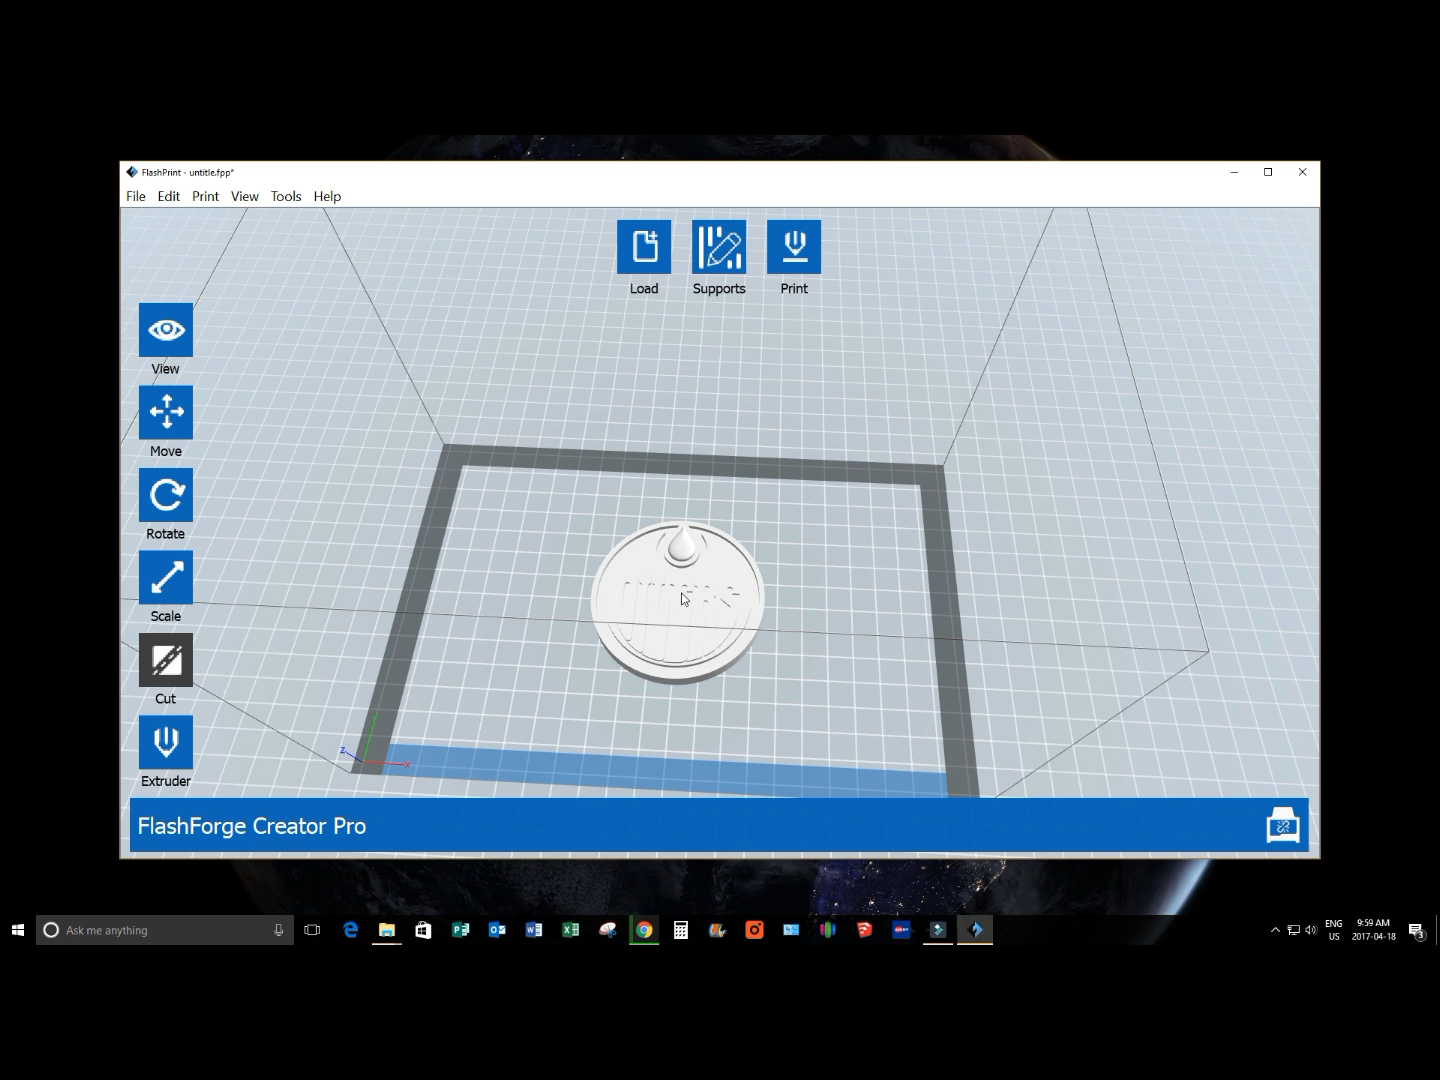 FlashPrint - untitle.fpp*
File Edit Print View Tools Help
Load Supports Print
View
Move
Rotate
Scale
Cut
Extruder
z
x
FlashForge Creator Pro
Ask me anything
ENG
US
9:59 AM
2017-04-18
3